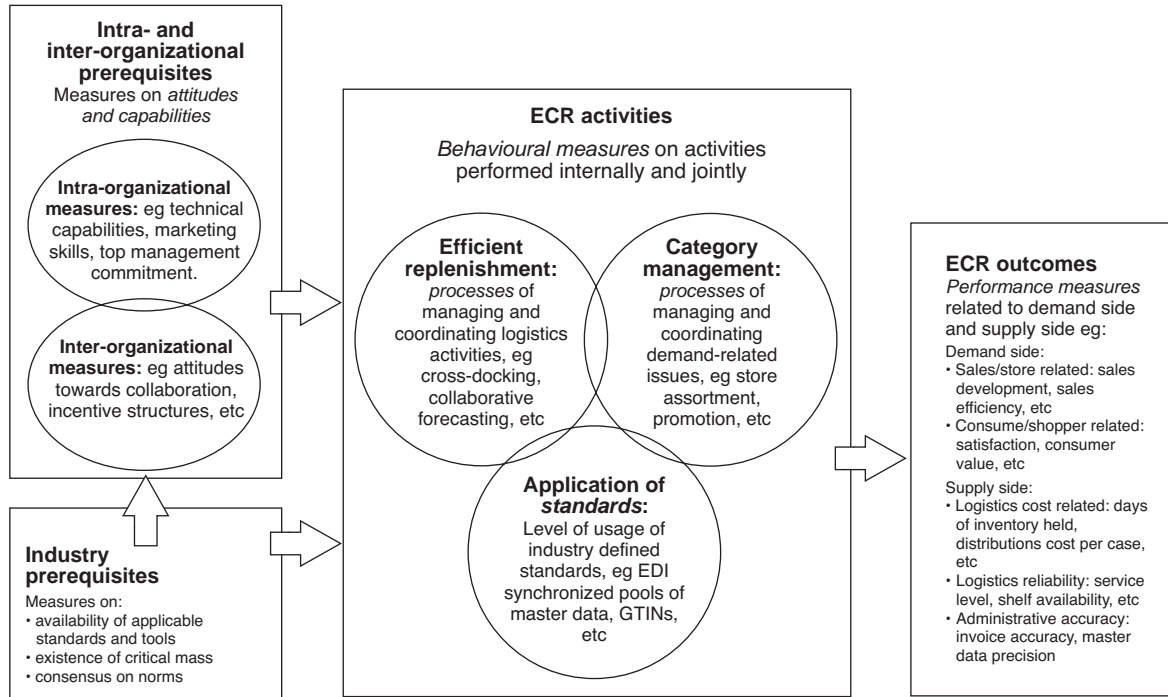 Intra- and
inter-organizational
prerequisites
Measures on attitudes
and capabilities
Intra-organizational
measures: eg technical
capabilities, marketing
skills, top management
commitment.
Inter-organizational
measures: eg attitudes
towards collaboration,
incentive structures, etc
Industry
prerequisites
Measures on:
• availability of applicable
standards and tools
• existence of critical mass
• consensus on norms
ECR activities
Behavioural measures on activities
performed internally and jointly
Efficient
replenishment:
processes of
managing and
coordinating logistics
activities, eg
cross-docking,
collaborative
forecasting, etc
Category
management:
processes of
managing and
coordinating
demand-related
issues, eg store
assortment,
promotion, etc
Application of
standards:
Level of usage of
industry defined
standards, eg EDI
synchronized pools of
master data, GTINs,
etc
ECR outcomes
Performance measures
related to demand side
and supply side eg:
Demand side:
• Sales/store related: sales
development, sales
efficiency, etc
• Consume/shopper related:
satisfaction, consumer
value, etc
Supply side:
• Logistics cost related: days
of inventory held,
distributions cost per case,
etc
• Logistics reliability: service
level, shelf availability, etc
• Administrative accuracy:
invoice accuracy, master
data precision